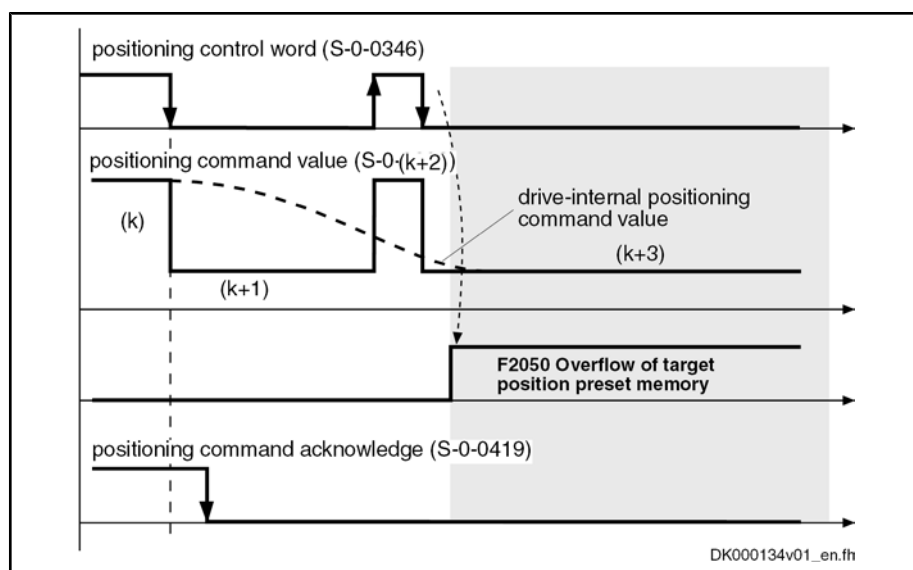 positioning control word (S-0-0346)
positioning command value (S-0-(k+2))
(k)
drive-internal positioning
command value
(k+1)
(k+3)
F2050 Overflow of target
position preset memory
positioning command acknowledge (S-0-0419)
DK000134v01_en.fh